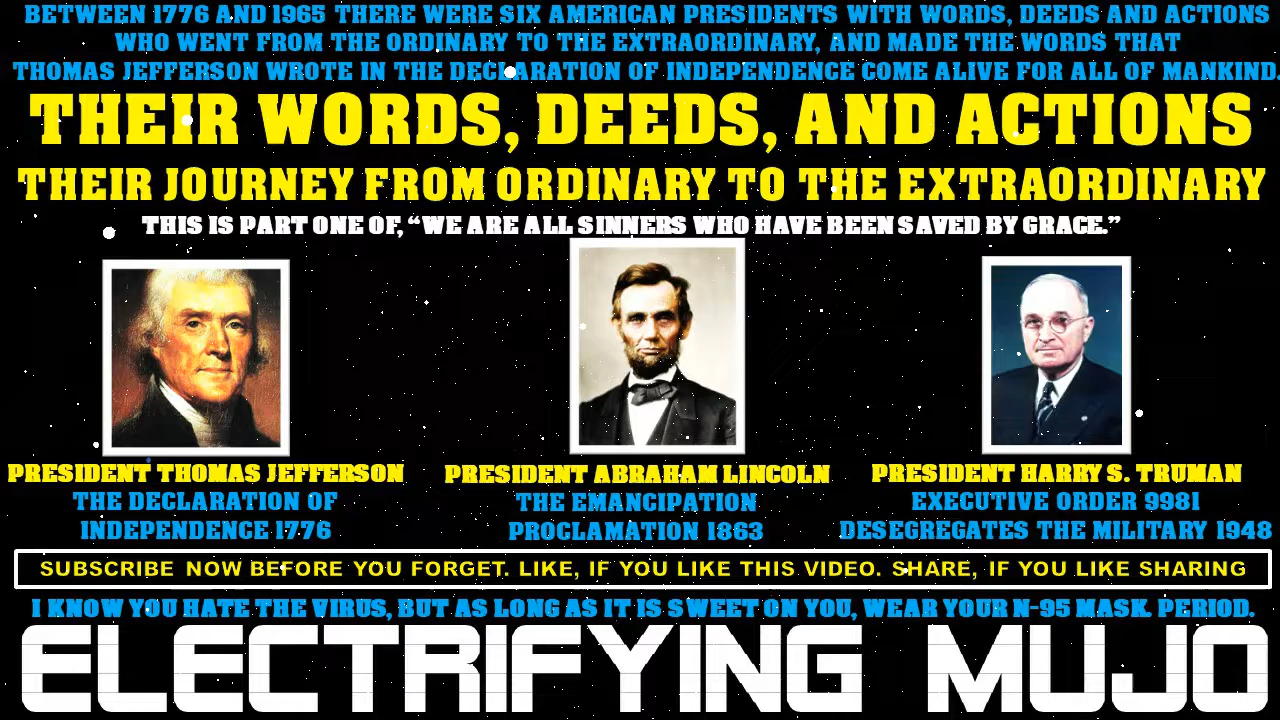 BETWEEN 1776 AND 1965 THERE WERE SIX AMERICAN PRESIDENTS WITH WORDS, DEEDS AND ACTIONS
WHO WENT FROM THE ORDINARY TO THE EXTRAORDINARY, AND MADE THE WORDS THAT
THOMAS JEFFERSON WROTE IN THE DECLARATION OF INDEPENDENCE COME ALIVE FOR ALL OF MANKIND.
THEIR WORDS, DEEDS, AND ACTIONS
THEIR JOURNEY FROM ORDINARY TO THE EXTRAORDINARY
THIS IS PART ONE OF, “WE ARE ALL SINNERS WHO HAVE BEEN SAVED BY GRACE.”
PRESIDENT THOMAS JEFFERSON
THE DECLARATION OF
INDEPENDENCE 1776
PRESIDENT ABRAHAM LINCOLN
THE EMANCIPATION
PROCLAMATION 1863
PRESIDENT HARRY S. TRUMAN
EXECUTIVE ORDER 9981
DESEGREGATES THE MILITARY 1948
SUBSCRIBE NOW BEFORE YOU FORGET. LIKE, IF YOU LIKE THIS VIDEO. SHARE, IF YOU LIKE SHARING
I KNOW YOU HATE THE VIRUS, BUT AS LONG AS IT IS SWEET ON YOU, WEAR YOUR N-95 MASK. PERIOD.
ELECTRIFYING MUJO